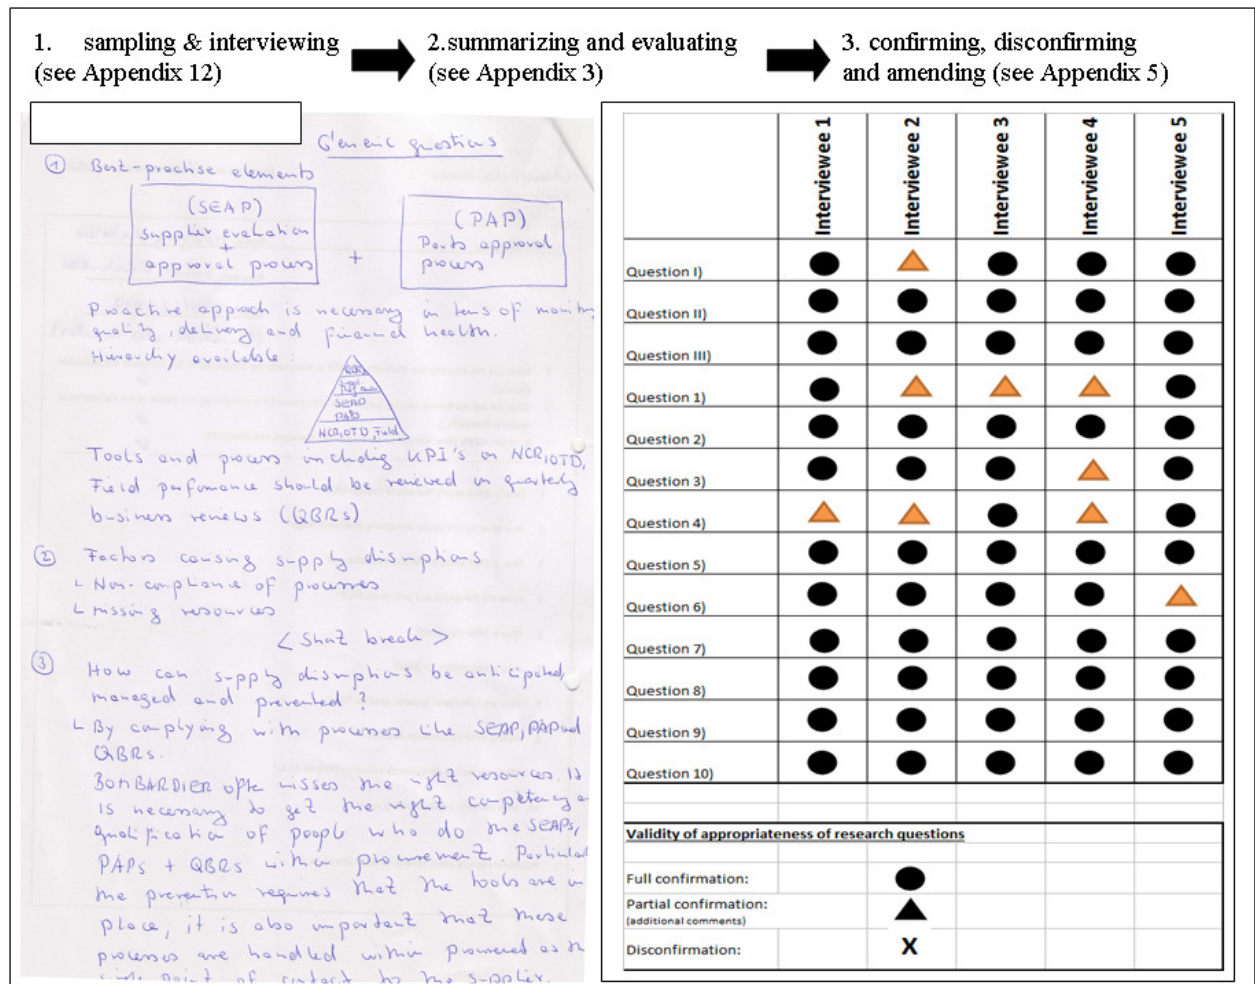 1. sampling & interviewing
(see Appendix 12)
2.summarizing and evaluating
(see Appendix 3)
3. confirming, disconfirming
and amending (see Appendix 5)
Generic questions
1 Best-practise elements
(SEAP)
supplier evaluation
+
approval process
+
(PAP)
Parts approval
process
Proactive approach is necessary in terms of
quality, delivery and financial health.
Hierarchy available.
QBR
SEAP
PAP
NCR, OTD, Field
Tools and process including KPI's on NCR, OTD,
Field performance should be reviewed in quarterly
business reviews (QBRs)
2 Factors causing supply disruptions
Non-compliance of processes
missing resources
< Short break >
3 How can supply disruptions be anticipated,
managed and prevented?
By complying with processes like SEAP, PAP and
QBRs.
BOMBARDIER often misses the right resources. It
is necessary to get the right competency
qualification of people who do the SEAPs,
PAPs + QBRs within procurement.
the prevention requires that the tools are in
place, it is also important that these
processes are handled within
point of contact to the supplier.
Interviewee 1
Interviewee 2
Interviewee 3
Interviewee 4
Interviewee 5
Question I)
Question II)
Question III)
Question 1)
Question 2)
Question 3)
Question 4)
Question 5)
Question 6)
Question 7)
Question 8)
Question 9)
Question 10)
Validity of appropriateness of research questions
Full confirmation:
Partial confirmation:
(additional comments)
Disconfirmation:
X